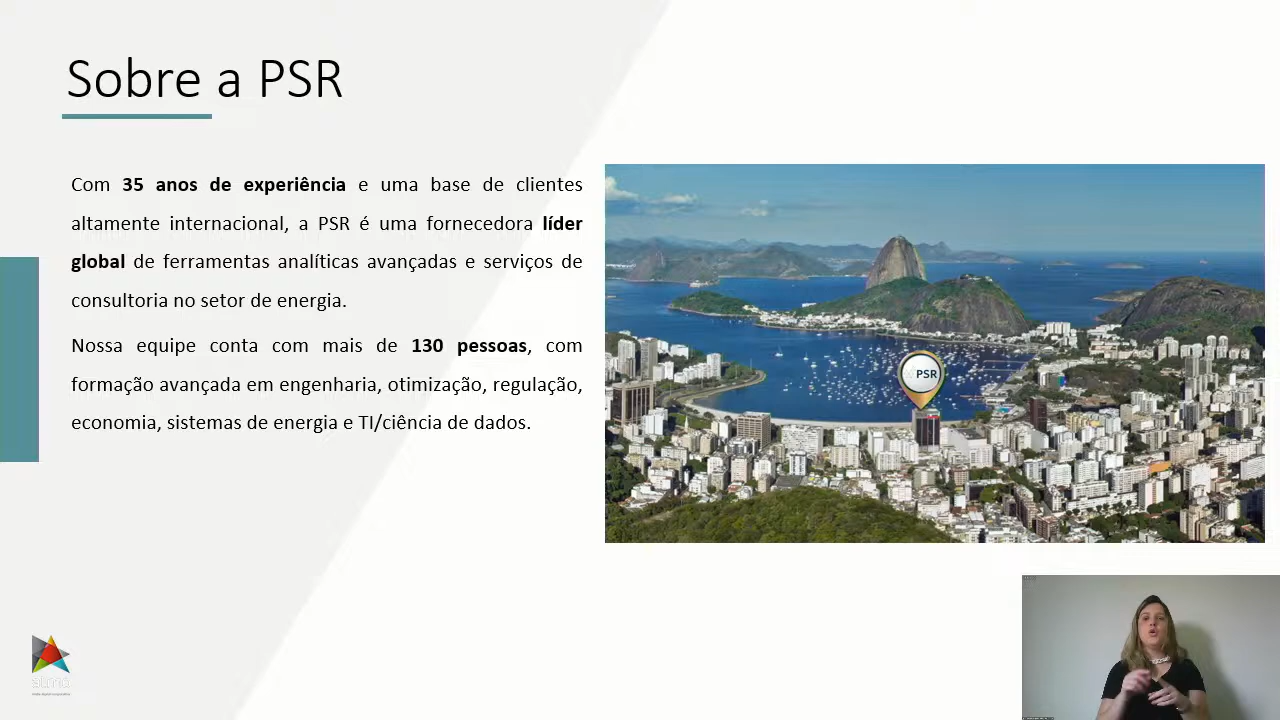 Sobre a PSR
Com 35 anos de experiência e uma base de clientes
altamente internacional, a PSR é uma fornecedora líder
global de ferramentas analíticas avançadas e serviços de
consultoria no setor de energia.
Nossa equipe conta com mais de 130 pessoas, com
formação avançada em engenharia, otimização, regulação,
economia, sistemas de energia e TI/ciência de dados.
PSR